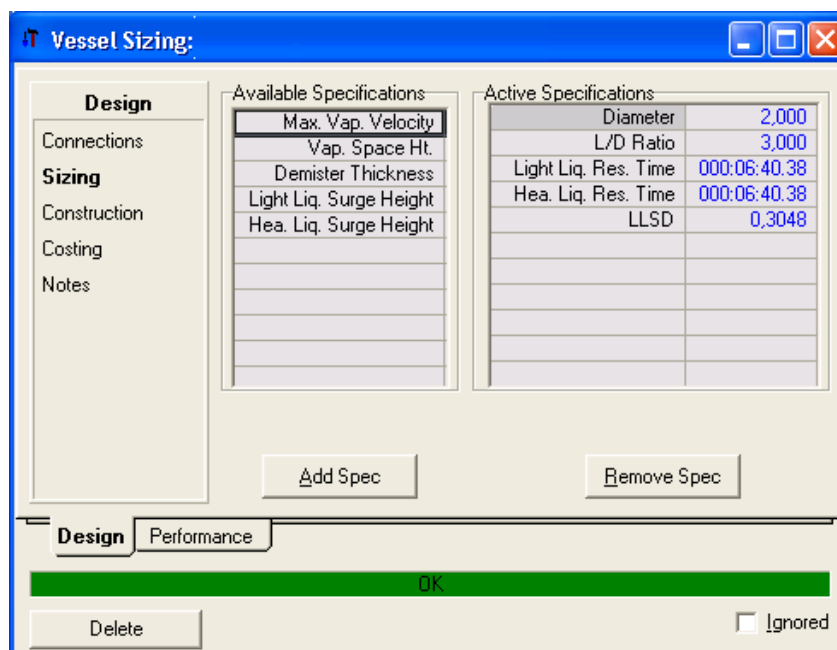 Vessel Sizing:
Design
Connections
Sizing
Construction
Costing
Notes
Available Specifications
Max. Vap. Velocity
Vap. Space Ht.
Demister Thickness
Light Liq. Surge Height
Hea. Liq. Surge Height
Active Specifications
Diameter 2,000
L/D Ratio 3,000
Light Liq. Res. Time 000:06:40.38
Hea. Liq. Res. Time 000:06:40.38
LLSD 0,3048
Add Spec
Remove Spec
Design Performance
OK
Delete
Ignored